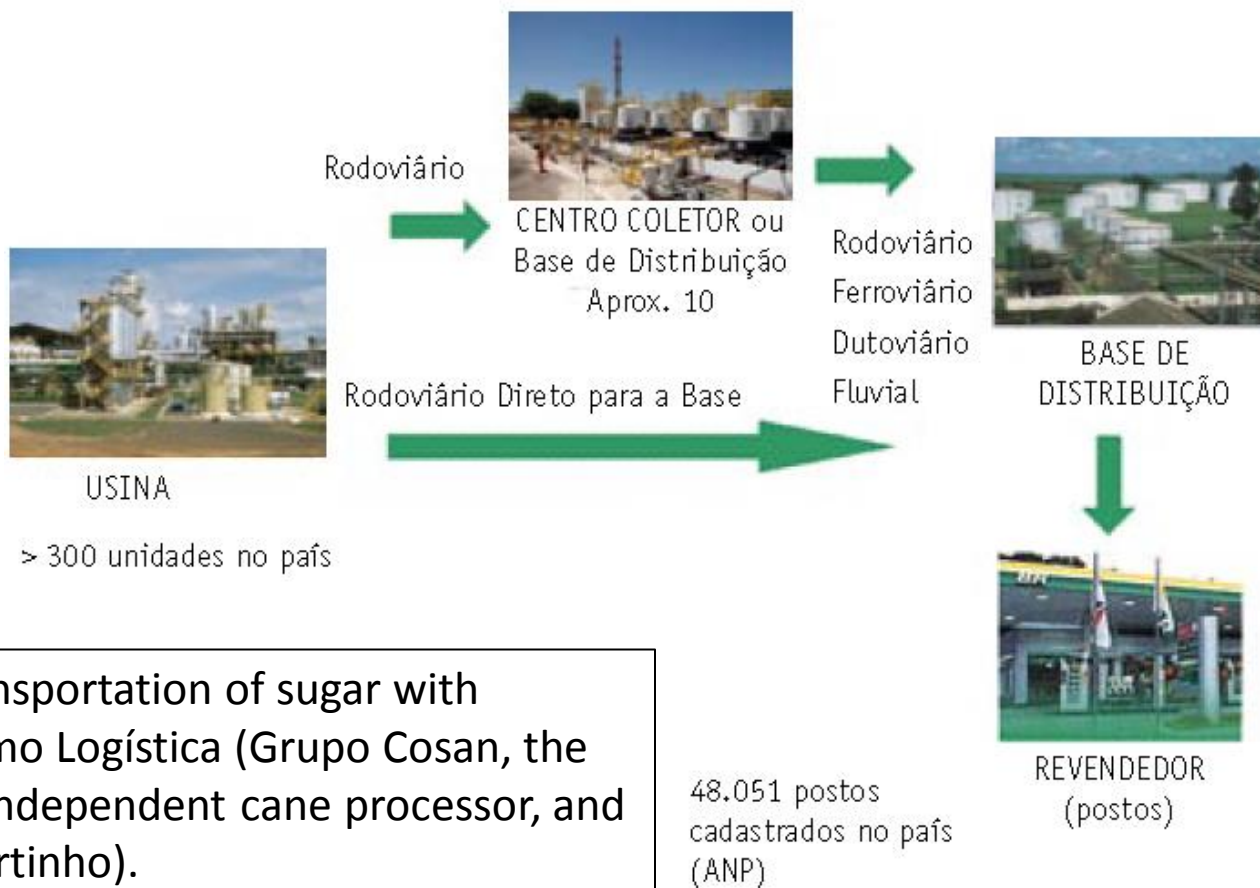 Rodoviário
CENTRO COLETOR ou
Base de Distribuição
Aprox. 10
Rodoviário
Ferroviário
Dutoviário
Fluvial
BASE DE
DISTRIBUIÇÃO
Rodoviário Direto para a Base
USINA
> 300 unidades no país
REVENDEDOR
(postos)
48.051 postos
cadastrados no país
(ANP)
nsportation of sugar with
mo Logística (Grupo Cosan, the
ndependent cane processor, and
rtinho).